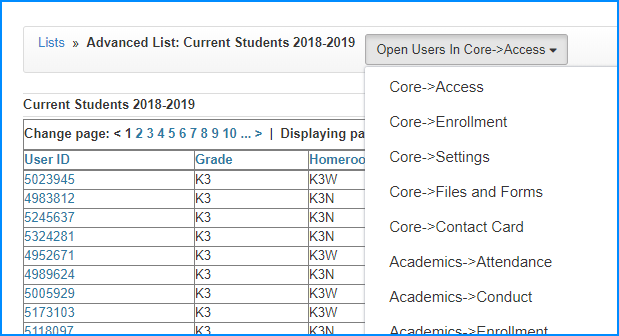 Lists » Advanced List: Current Students 2018-2019 Open Users In Core->Access
Core->Access
Core->Enrollment
Core->Settings
Core->Files and Forms
Core->Contact Card
Academics->Attendance
Academics->Conduct
Academics->Enrollment
Current Students 2018-2019
Change page: < 1 2 3 4 5 6 7 8 9 10 ... > | Displaying pa
User ID Grade Homeroo
5023945 K3 K3W
4983812 K3 K3N
5245637 K3 K3N
5324281 K3 K3N
4952671 K3 K3W
4989624 K3 K3N
5005929 K3 K3W
5173103 K3 K3W
5118097 K3 K3N